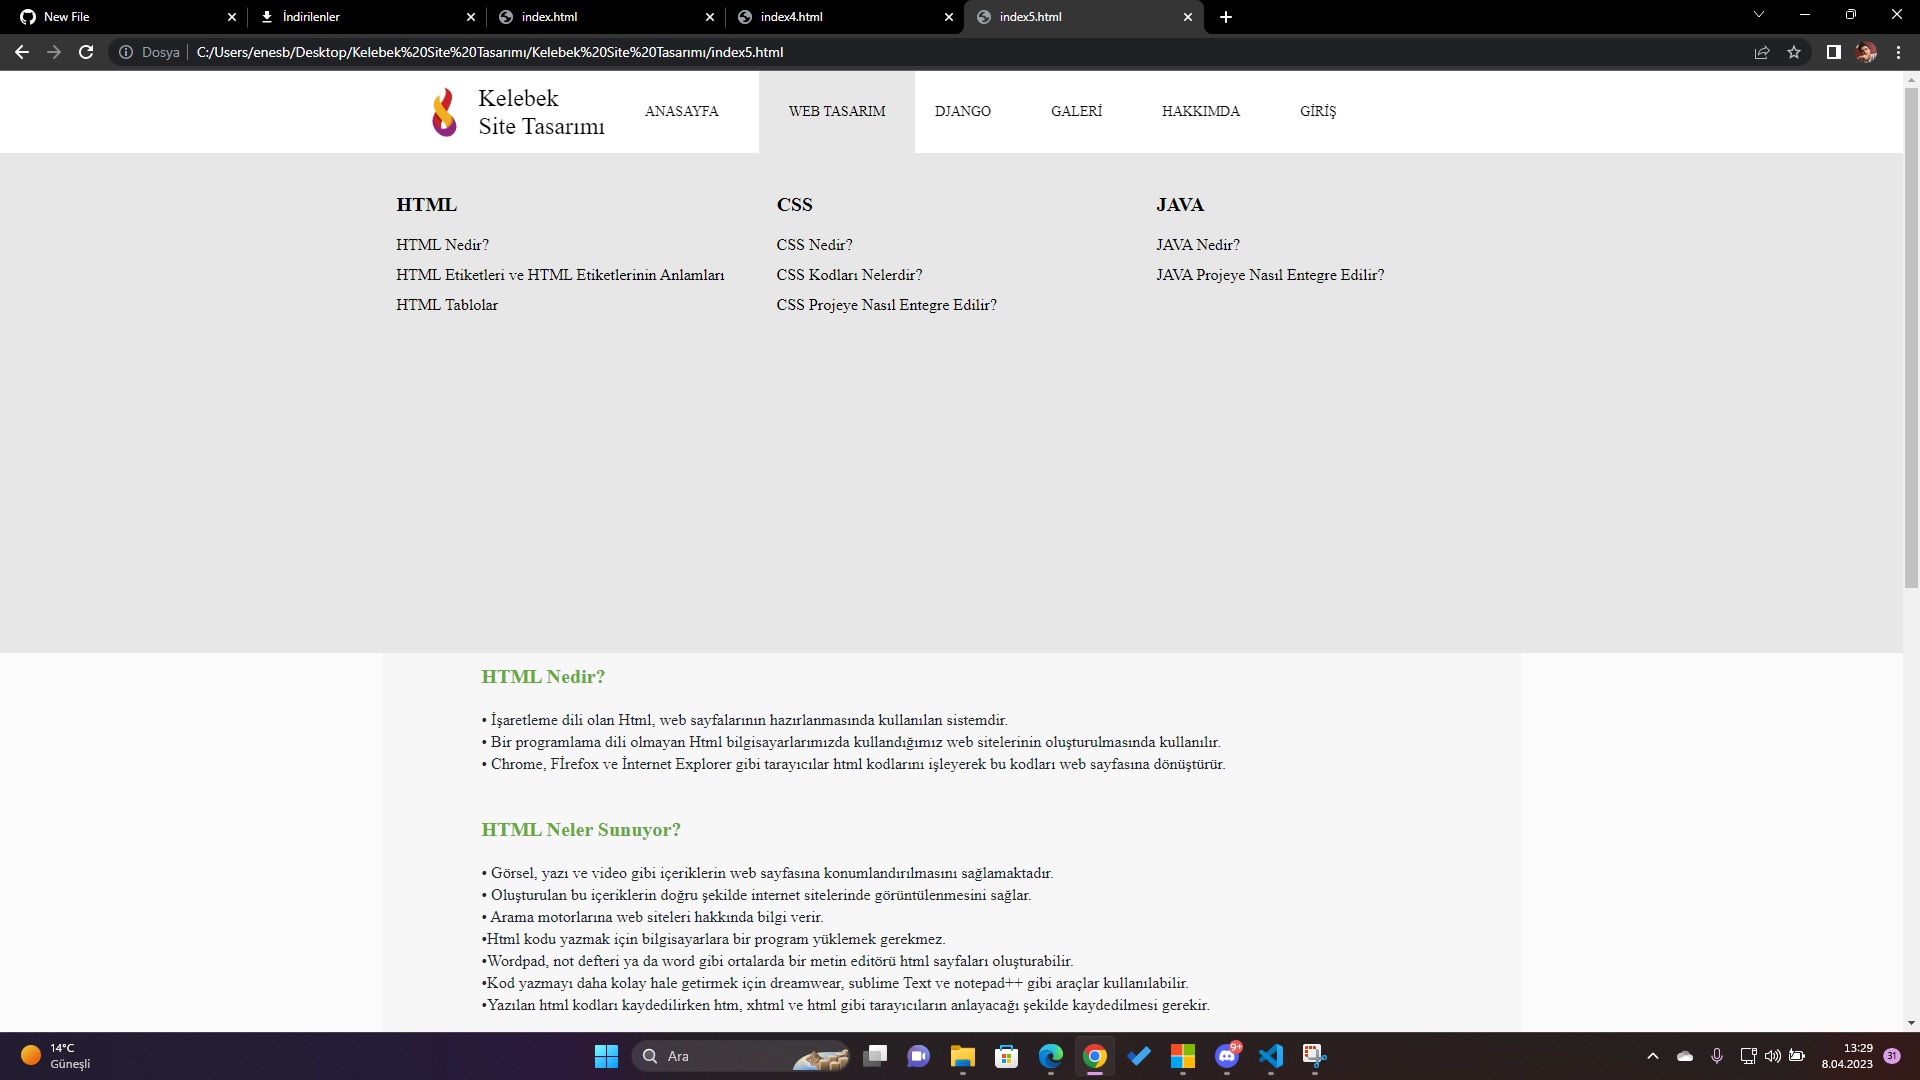 New File
İndirilenler
index.html
index4.html
index5.html
Dosya
C:/Users/enesb/Desktop/Kelebek%20Site%20Tasarımı/Kelebek%20Site%20Tasarımı/index5.html
Kelebek
Site Tasarımı
ANASAYFA
WEB TASARIM
DJANGO
GALERİ
HAKKIMDA
GİRİŞ
HTML
HTML Nedir?
HTML Etiketleri ve HTML Etiketlerinin Anlamları
HTML Tablolar
CSS
CSS Nedir?
CSS Kodları Nelerdir?
CSS Projeye Nasıl Entegre Edilir?
JAVA
JAVA Nedir?
JAVA Projeye Nasıl Entegre Edilir?
HTML Nedir?
• İşaretleme dili olan Html, web sayfalarının hazırlanmasında kullanılan sistemdir.
• Bir programlama dili olmayan Html bilgisayarlarımızda kullandığımız web sitelerinin oluşturulmasında kullanılır.
• Chrome, Fİrefox ve İnternet Explorer gibi tarayıcılar html kodlarını işleyerek bu kodları web sayfasına dönüştürür.
HTML Neler Sunuyor?
• Görsel, yazı ve video gibi içeriklerin web sayfasına konumlandırılmasını sağlamaktadır.
• Oluşturulan bu içeriklerin doğru şekilde internet sitelerinde görüntülenmesini sağlar.
• Arama motorlarına web siteleri hakkında bilgi verir.
•Html kodu yazmak için bilgisayarlara bir program yüklemek gerekmez.
•Wordpad, not defteri ya da word gibi ortalarda bir metin editörü html sayfaları oluşturabilir.
•Kod yazmayı daha kolay hale getirmek için dreamwear, sublime Text ve notepad++ gibi araçlar kullanılabilir.
•Yazılan html kodları kaydedilirken htm, xhtml ve html gibi tarayıcıların anlayacağı şekilde kaydedilmesi gerekir.
14°C
Güneşli
Ara
9+
13:29
8.04.2023
31